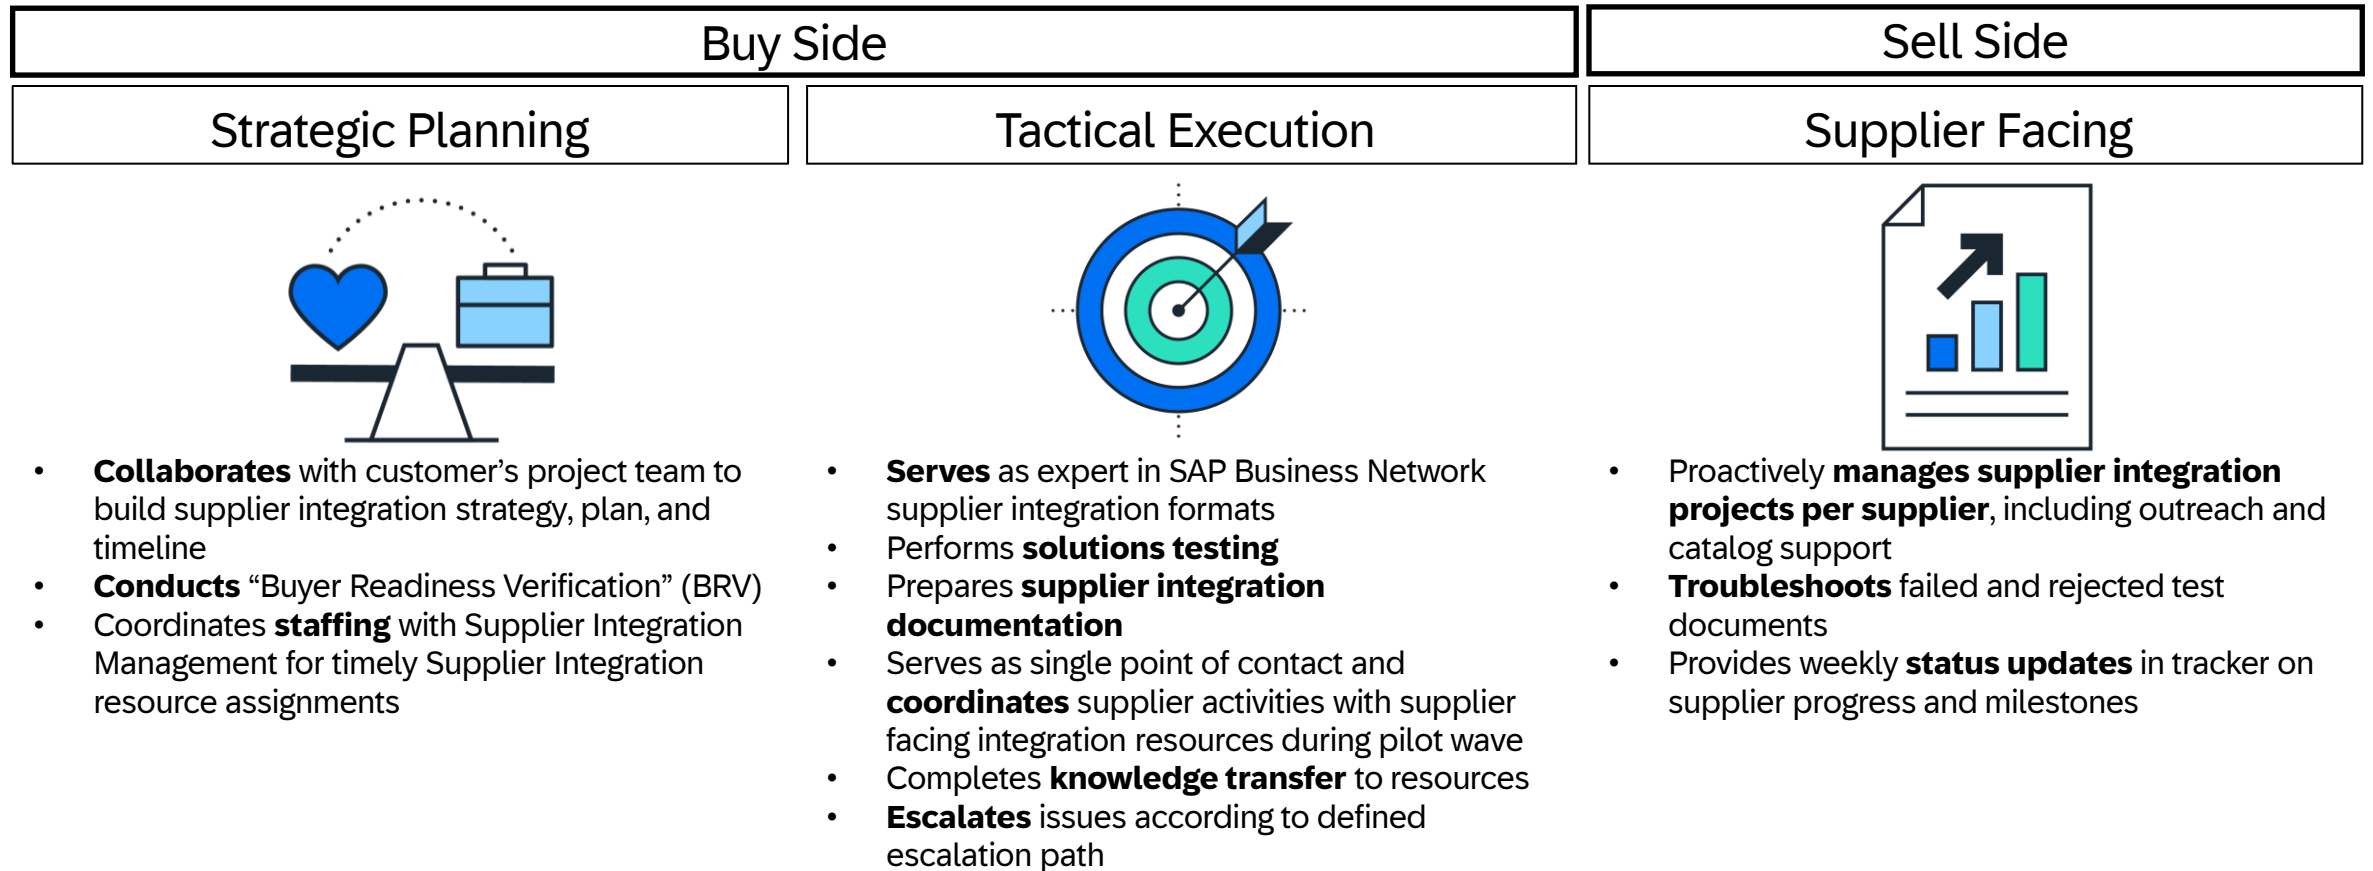 Buy Side
Sell Side
Strategic Planning
Tactical Execution
Supplier Facing
• Collaborates with customer’s project team to
build supplier integration strategy, plan, and
timeline
• Conducts “Buyer Readiness Verification” (BRV)
• Coordinates staffing with Supplier Integration
Management for timely Supplier Integration
resource assignments
• Serves as expert in SAP Business Network
supplier integration formats
• Performs solutions testing
• Prepares supplier integration
documentation
• Serves as single point of contact and
coordinates supplier activities with supplier
facing integration resources during pilot wave
• Completes knowledge transfer to resources
• Escalates issues according to defined
escalation path
• Proactively manages supplier integration
projects per supplier, including outreach and
catalog support
• Troubleshoots failed and rejected test
documents
• Provides weekly status updates in tracker on
supplier progress and milestones